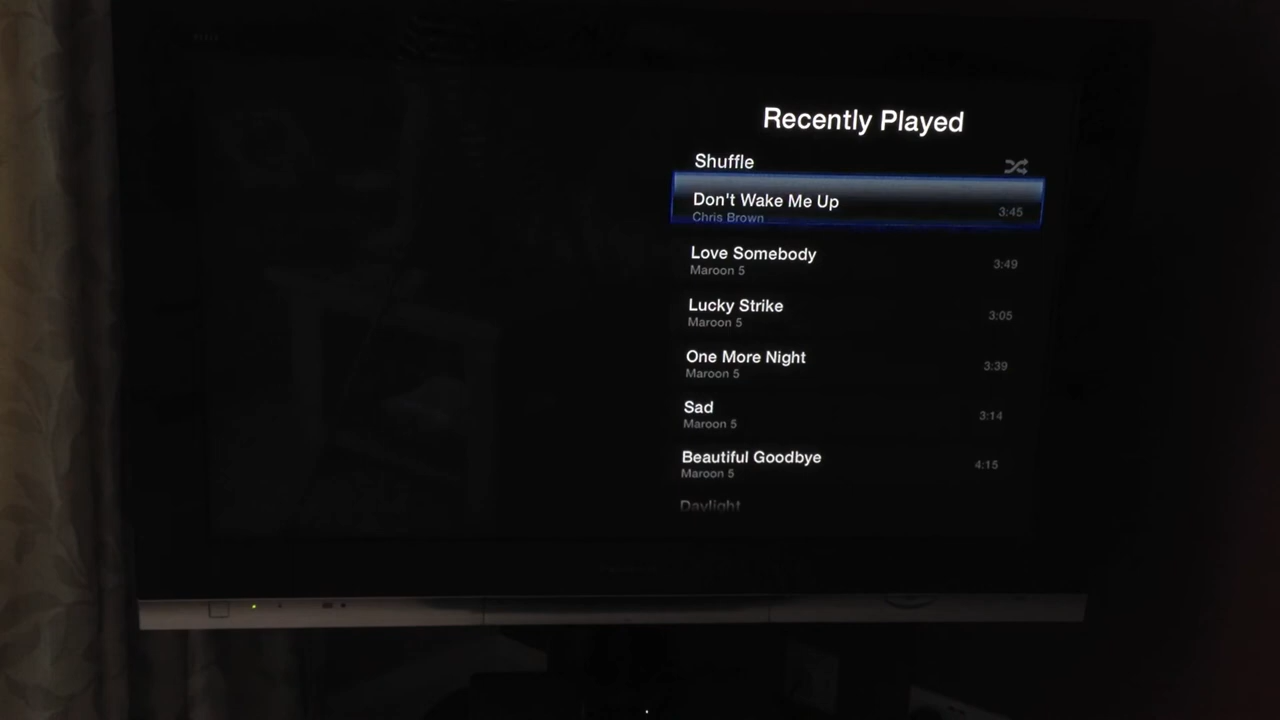 Recently Played
Shuffle
Don't Wake Me Up
Chris Brown
3:45
Love Somebody
Maroon 5
3:49
Lucky Strike
Maroon 5
3:05
One More Night
Maroon 5
3:39
Sad
Maroon 5
3:14
Beautiful Goodbye
Maroon 5
4:15
Daylight